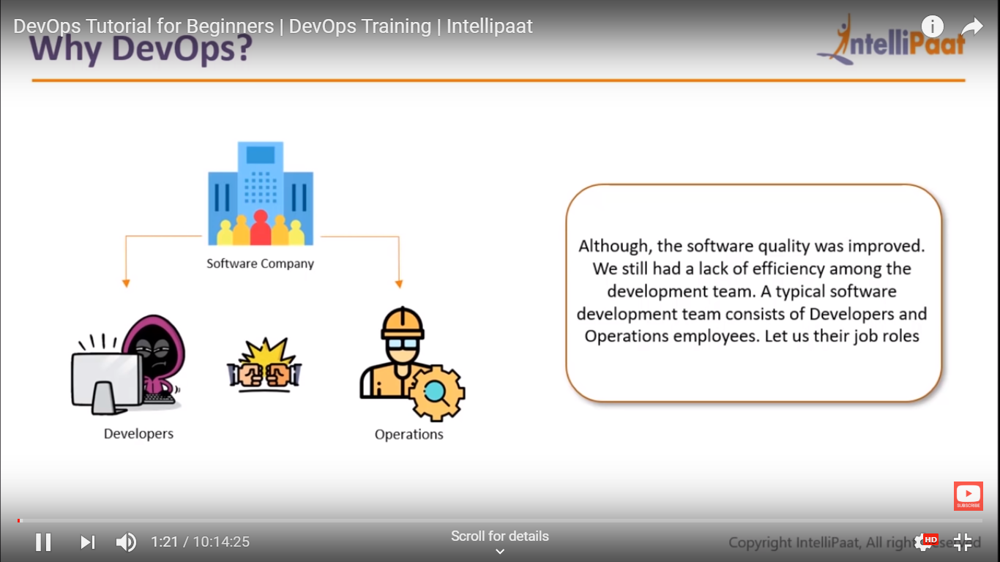 DevOps Tutorial for Beginners | DevOps Training | Intellipaat
Why DevOps?
IntelliPaat
Software Company
Although, the software quality was improved.
We still had a lack of efficiency among the
development team. A typical software
development team consists of Developers and
Operations employees. Let us their job roles
Developers
Operations
SUBSCRIBE
1:21 / 10:14:25
Scroll for details
Copyright IntelliPaat, All right
HD